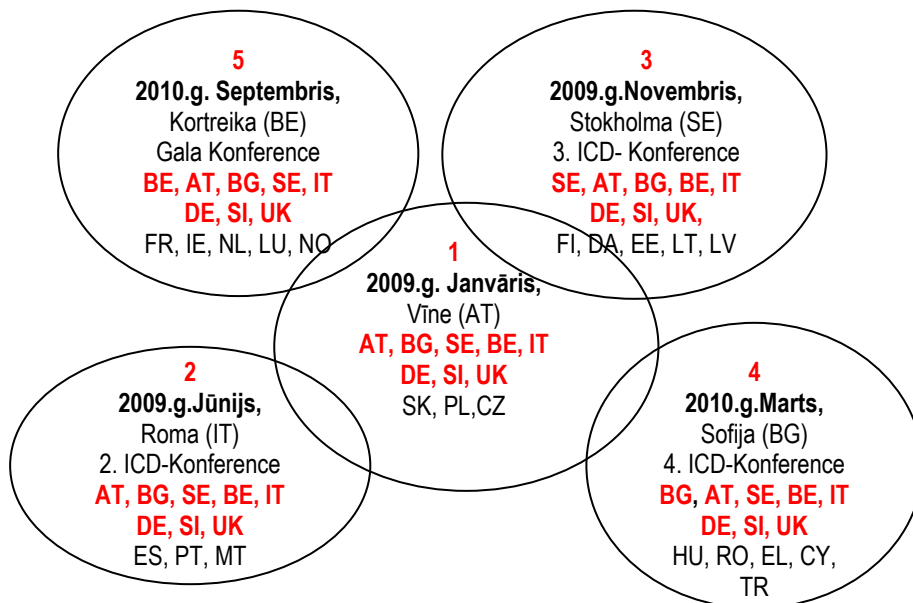 5
2010.g. Septembris,
Kortreika (BE)
Gala Konference
BE, AT, BG, SE, IT
DE, SI, UK
FR, IE, NL, LU, NO
3
2009.g.Novembris,
Stokholma (SE)
3. ICD- Konference
SE, AT, BG, BE, IT
DE, SI, UK,
FI, DA, EE, LT, LV
1
2009.g. Janvāris,
Vīne (AT)
AT, BG, SE, BE, IT
DE, SI, UK
SK, PL,CZ
2
2009.g.Jūnijs,
Roma (IT)
2. ICD-Konference
AT, BG, SE, BE, IT
DE, SI, UK
ES, PT, MT
4
2010.g.Marts,
Sofija (BG)
4. ICD-Konference
BG, AT, SE, BE, IT
DE, SI, UK
HU, RO, EL, CY,
TR